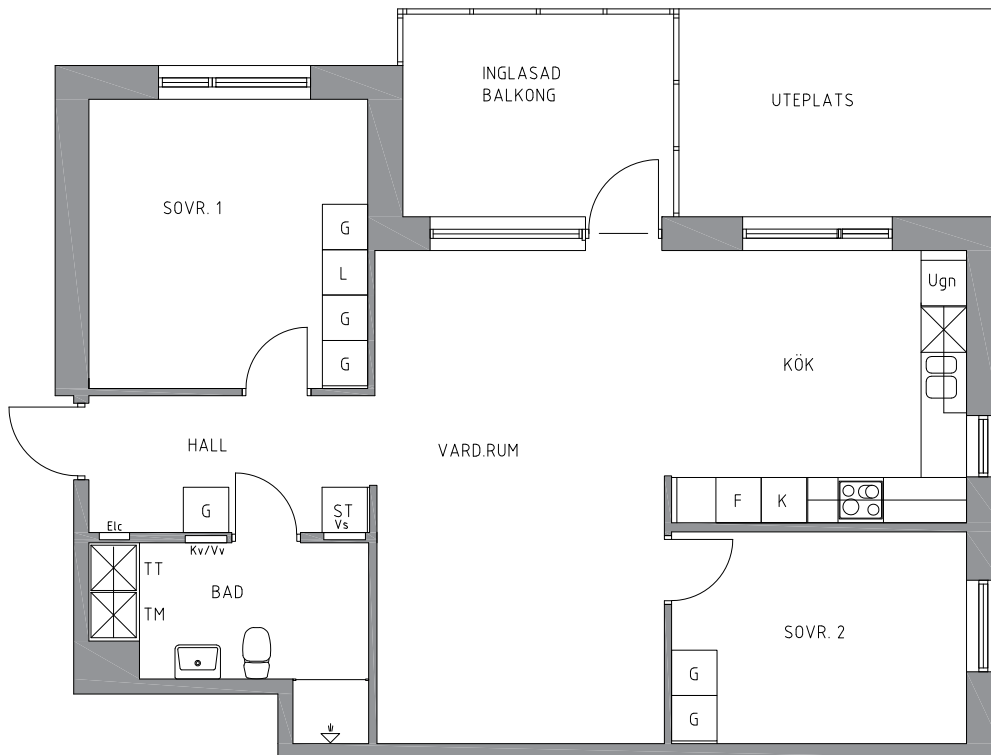 INGLASAD
BALKONG
UTEPLATS
SOVR. 1
G
L
G
G
Ugn
KÖK
HALL
VARD.RUM
G
ST
Vs
F
K
Elc
Kv/Vv
TT
TM
BAD
SOVR. 2
G
G